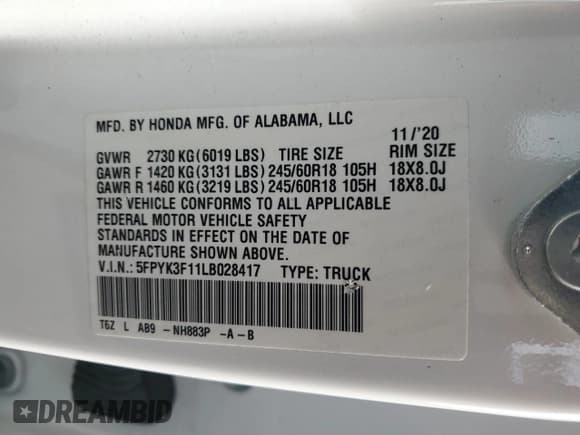 MFD. BY HONDA MFG. OF ALABAMA, LLC
11/'20
GVWR 2730 KG(6019 LBS) TIRE SIZE RIM SIZE
GAWR F 1420 KG(3131 LBS) 245/60R18 105H 18X8.0J
GAWR R 1460 KG(3219 LBS) 245/60R18 105H 18X8.0J
THIS VEHICLE CONFORMS TO ALL APPLICABLE
FEDERAL MOTOR VEHICLE SAFETY
STANDARDS IN EFFECT ON THE DATE OF
MANUFACTURE SHOWN ABOVE.
V.I.N.: 5FPYK3F11LB028417 TYPE: TRUCK
T6Z L AB9 -NH883P -A-B
DREAMBID